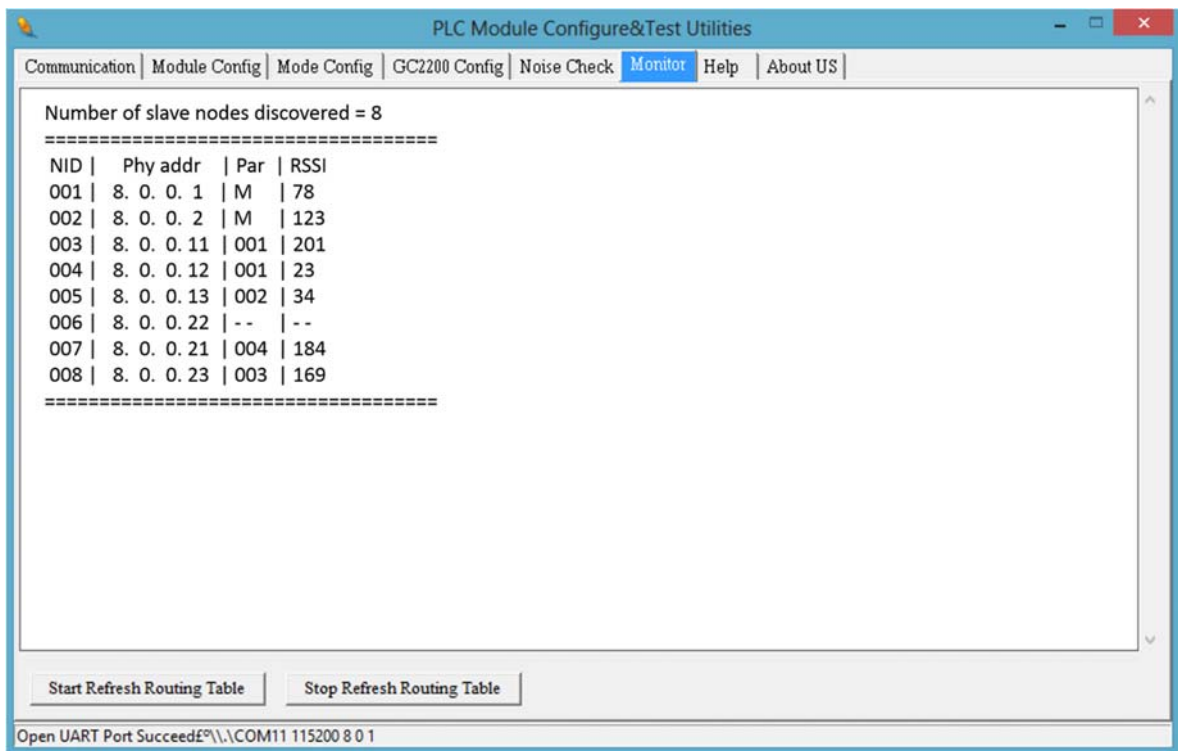 PLC Module Configure&Test Utilities
Communication | Module Config | Mode Config | GC2200 Config | Noise Check | Monitor | Help | About US
Number of slave nodes discovered = 8
====================================
NID | Phy addr | Par | RSSI
001 | 8. 0. 0. 1 | M | 78
002 | 8. 0. 0. 2 | M | 123
003 | 8. 0. 0. 11 | 001 | 201
004 | 8. 0. 0. 12 | 001 | 23
005 | 8. 0. 0. 13 | 002 | 34
006 | 8. 0. 0. 22 | - - | - -
007 | 8. 0. 0. 21 | 004 | 184
008 | 8. 0. 0. 23 | 003 | 169
====================================
Start Refresh Routing Table Stop Refresh Routing Table
Open UART Port Succeed£º\\.\COM11 115200 8 0 1